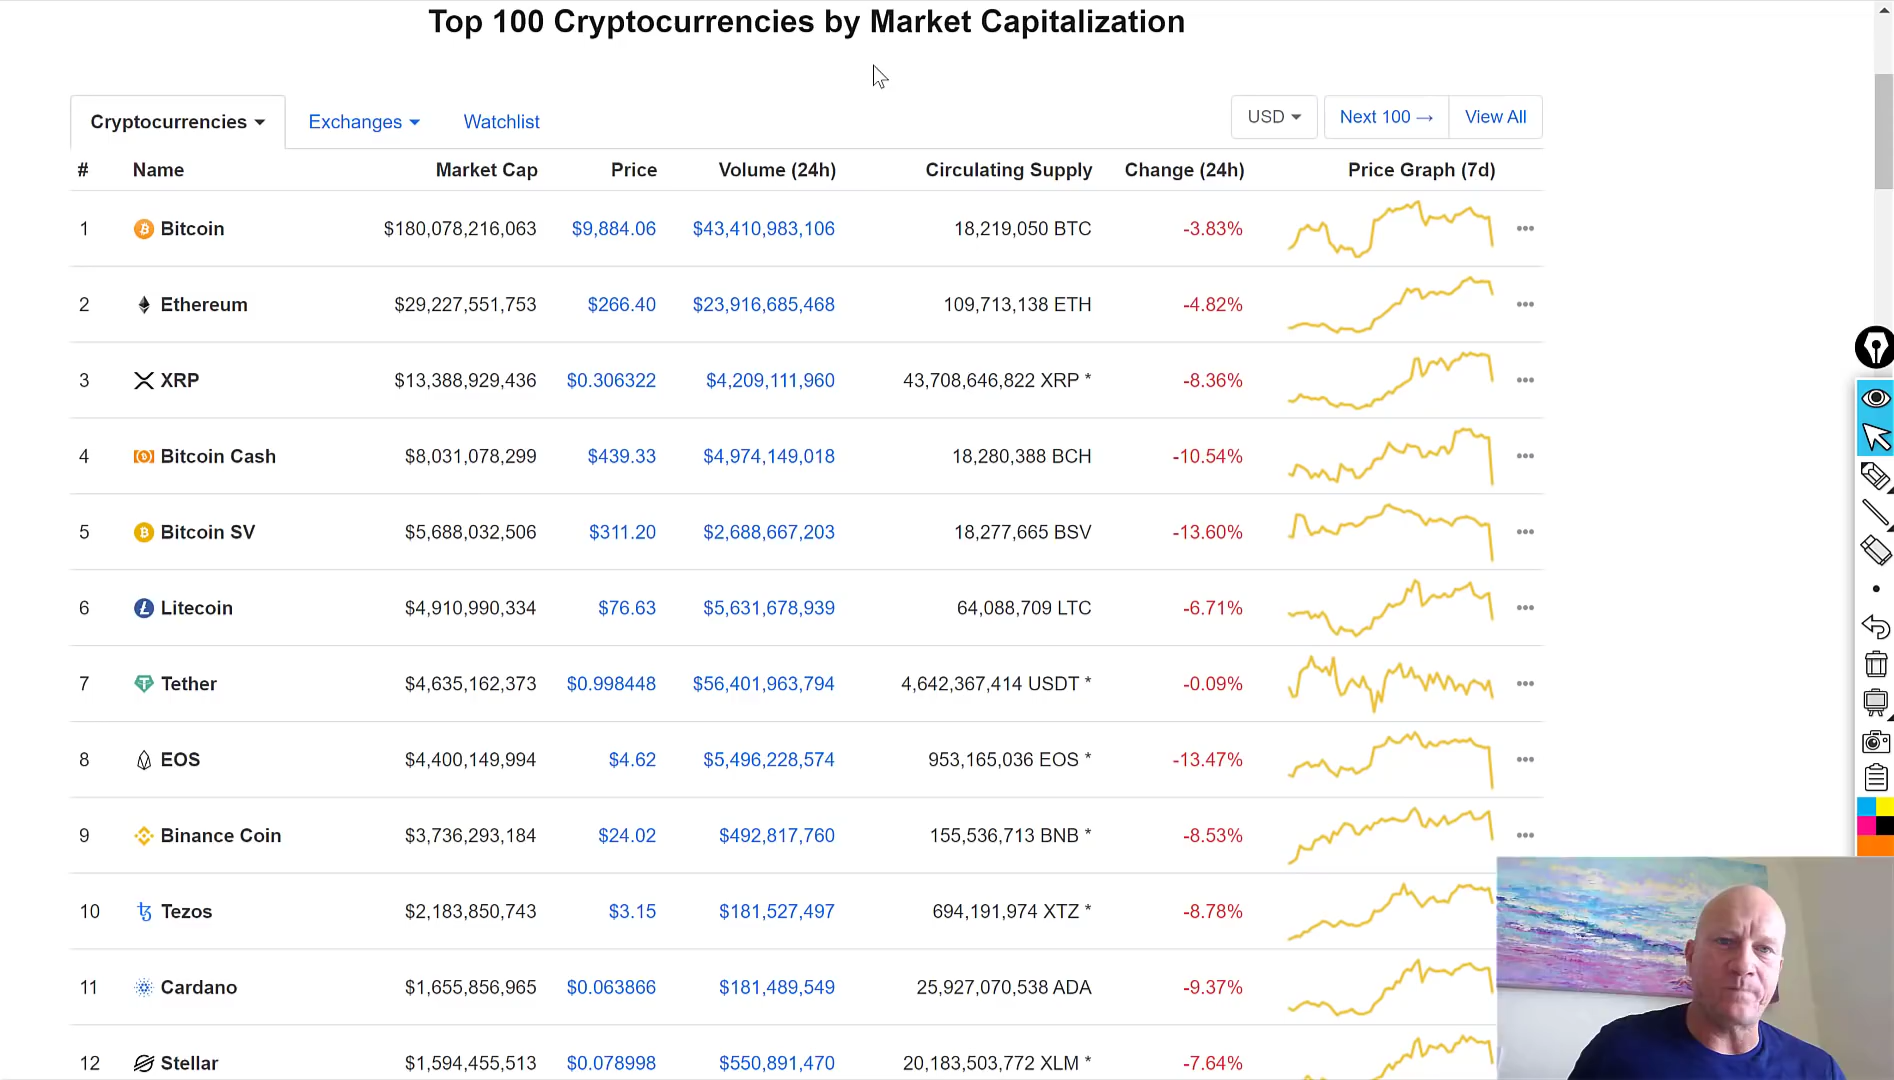 Top 100 Cryptocurrencies by Market Capitalization
Cryptocurrencies Exchanges Watchlist USD Next 100 → View All
# Name Market Cap Price Volume (24h) Circulating Supply Change (24h) Price Graph (7d)
1 Bitcoin $180,078,216,063 $9,884.06 $43,410,983,106 18,219,050 BTC -3.83%
2 Ethereum $29,227,551,753 $266.40 $23,916,685,468 109,713,138 ETH -4.82%
3 XRP $13,388,929,436 $0.306322 $4,209,111,960 43,708,646,822 XRP * -8.36%
4 Bitcoin Cash $8,031,078,299 $439.33 $4,974,149,018 18,280,388 BCH -10.54%
5 Bitcoin SV $5,688,032,506 $311.20 $2,688,667,203 18,277,665 BSV -13.60%
6 Litecoin $4,910,990,334 $76.63 $5,631,678,939 64,088,709 LTC -6.71%
7 Tether $4,635,162,373 $0.998448 $56,401,963,794 4,642,367,414 USDT * -0.09%
8 EOS $4,400,149,994 $4.62 $5,496,228,574 953,165,036 EOS * -13.47%
9 Binance Coin $3,736,293,184 $24.02 $492,817,760 155,536,713 BNB * -8.53%
10 Tezos $2,183,850,743 $3.15 $181,527,497 694,191,974 XTZ * -8.78%
11 Cardano $1,655,856,965 $0.063866 $181,489,549 25,927,070,538 ADA -9.37%
12 Stellar $1,594,455,513 $0.078998 $550,891,470 20,183,503,772 XLM * -7.64%